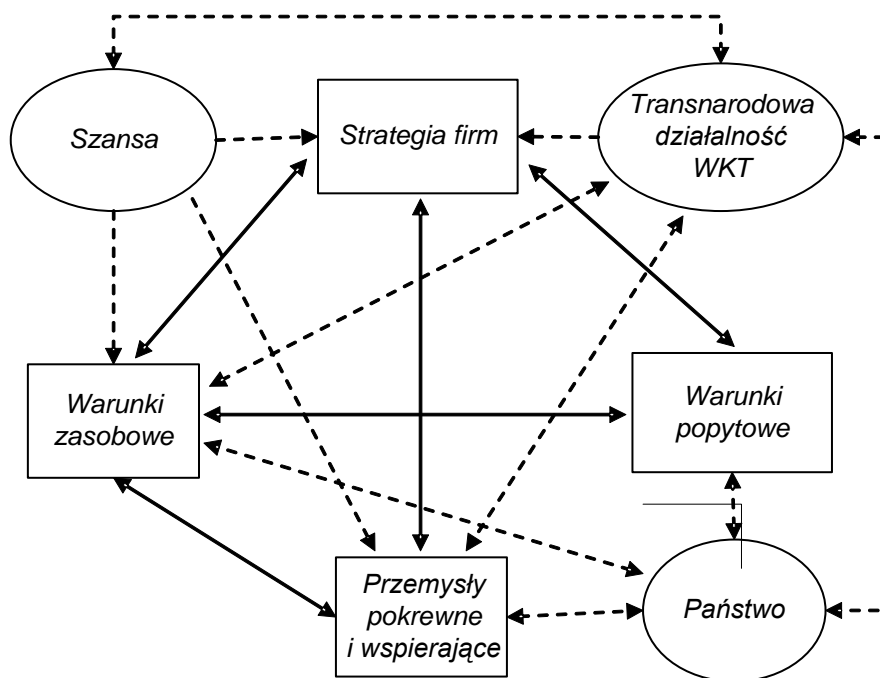 Szansa
Strategia firm
Transnarodowa
działalność
WKT
Warunki
zasobowe
Warunki
popytowe
Przemysły
pokrewne
i wspierające
Państwo